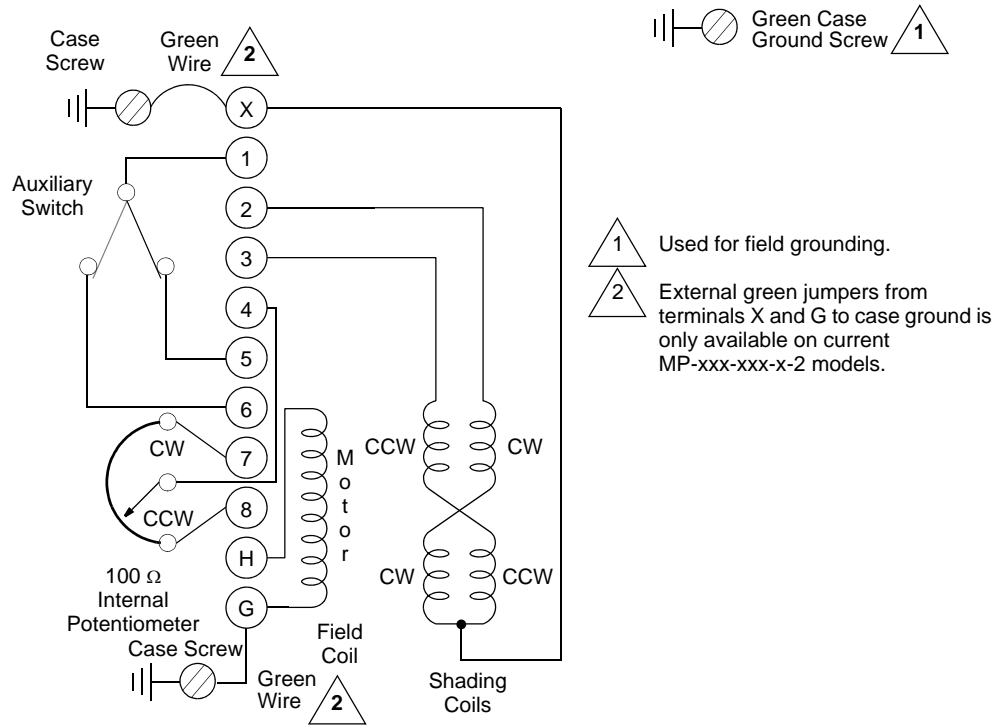 Case
Screw
Green
Wire
2
Green Case
Ground Screw
1
X
1
Auxiliary
Switch
2
3
4
5
6
7
8
H
G
CW
CCW
100 Ω
Internal
Potentiometer
Case Screw
Green
Wire
2
Motor
Field
Coil
CCW
CW
CW
CCW
Shading
Coils
1
Used for field grounding.
2
External green jumpers from
terminals X and G to case ground is
only available on current
MP-xxx-xxx-x-2 models.